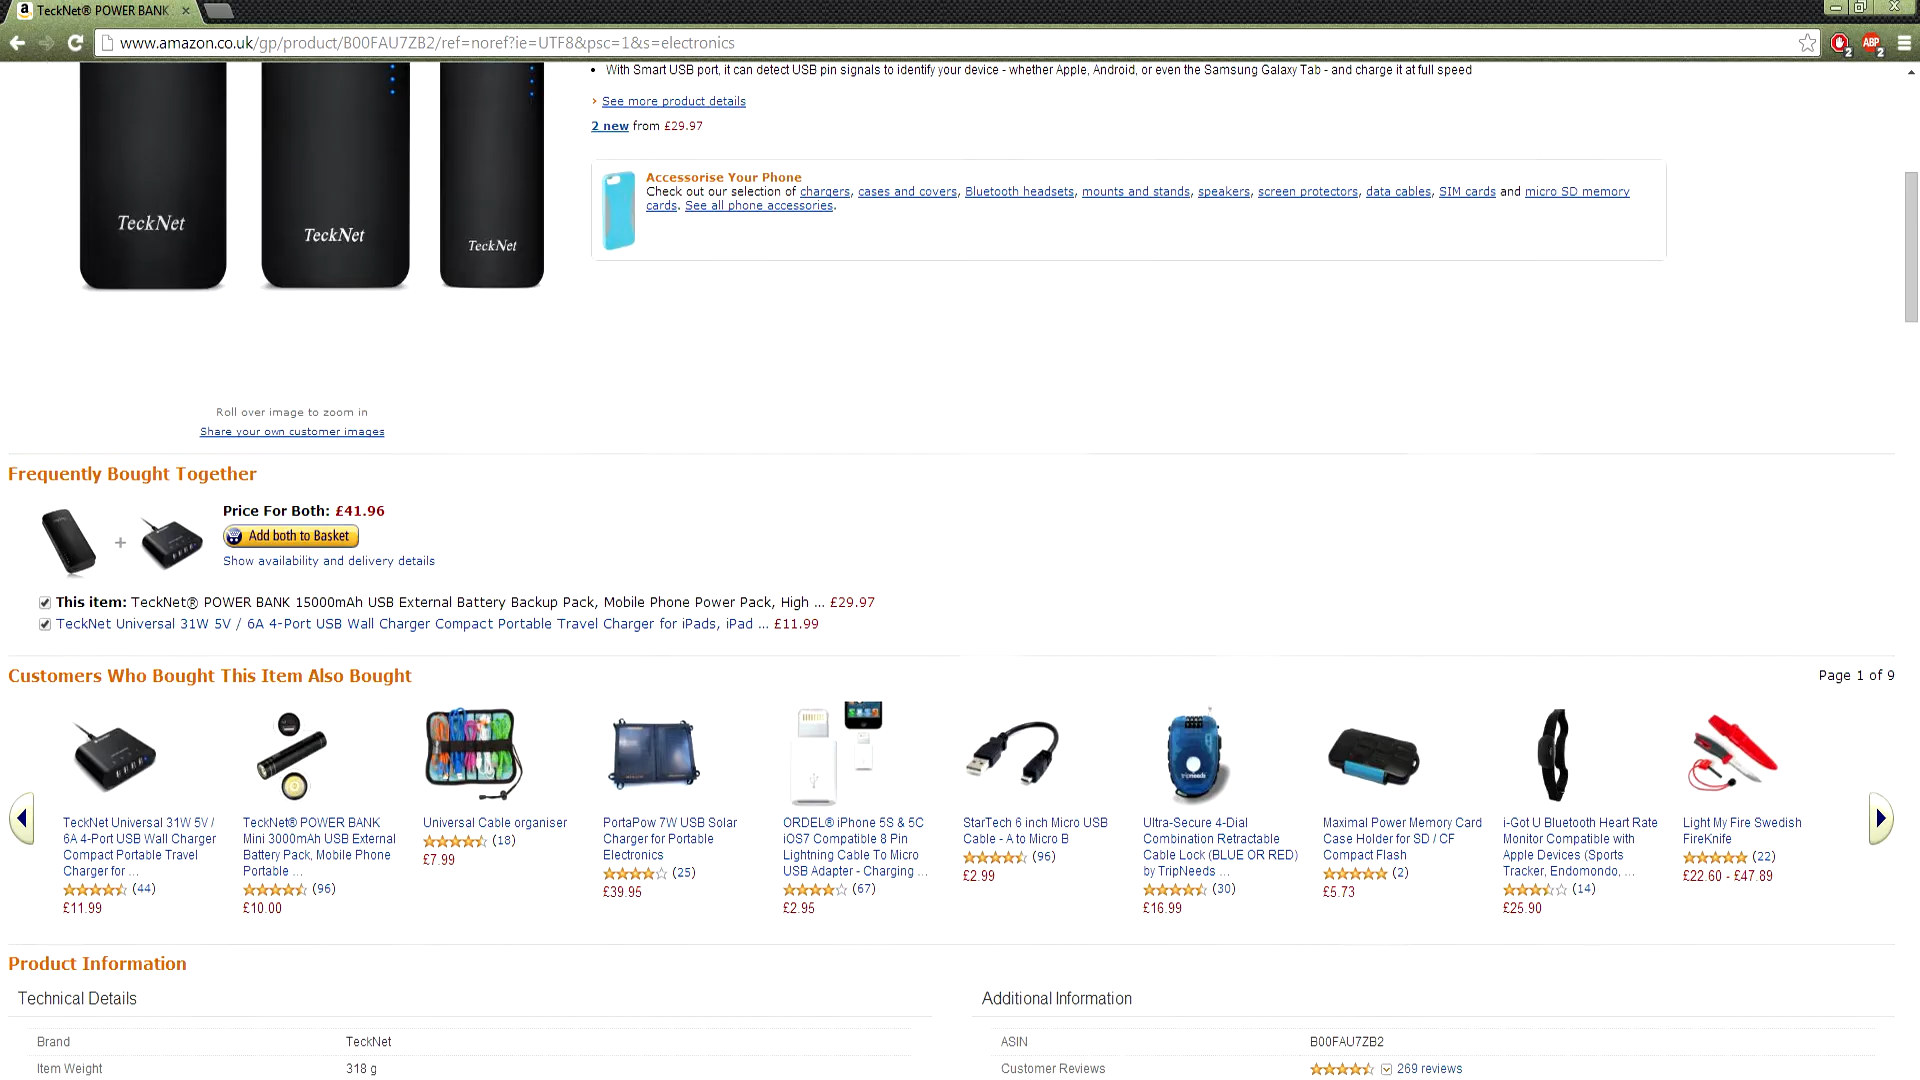 TeckNet® POWER BANK
www.amazon.co.uk/gp/product/B00FAU7ZB2/ref=noref?ie=UTF8&psc=1&s=electronics
2
ABP
2
With Smart USB port, it can detect USB pin signals to identify your device - whether Apple, Android, or even the Samsung Galaxy Tab - and charge it at full speed
› See more product details
2 new from £29.97
TeckNet
TeckNet
TeckNet
Accessorise Your Phone
Check out our selection of chargers, cases and covers, Bluetooth headsets, mounts and stands, speakers, screen protectors, data cables, SIM cards and micro SD memory
cards. See all phone accessories.
Roll over image to zoom in
Share your own customer images
Frequently Bought Together
+
Price For Both: £41.96
Add both to Basket
Show availability and delivery details
This item: TeckNet® POWER BANK 15000mAh USB External Battery Backup Pack, Mobile Phone Power Pack, High ... £29.97
TeckNet Universal 31W 5V / 6A 4-Port USB Wall Charger Compact Portable Travel Charger for iPads, iPad ... £11.99
Customers Who Bought This Item Also Bought
Page 1 of 9
TeckNet Universal 31W 5V /
6A 4-Port USB Wall Charger
Compact Portable Travel
Charger for ...
(44)
£11.99
TeckNet® POWER BANK
Mini 3000mAh USB External
Battery Pack, Mobile Phone
Portable ...
(96)
£10.00
Universal Cable organiser
(18)
£7.99
PortaPow 7W USB Solar
Charger for Portable
Electronics
(25)
£39.95
ORDEL® iPhone 5S & 5C
iOS7 Compatible 8 Pin
Lightning Cable To Micro
USB Adapter - Charging ...
(67)
£2.95
StarTech 6 inch Micro USB
Cable - A to Micro B
(96)
£2.99
tripneeds
Ultra-Secure 4-Dial
Combination Retractable
Cable Lock (BLUE OR RED)
by TripNeeds ...
(30)
£16.99
Maximal Power Memory Card
Case Holder for SD / CF
Compact Flash
(2)
£5.73
i-Got U Bluetooth Heart Rate
Monitor Compatible with
Apple Devices (Sports
Tracker, Endomondo, ...
(14)
£25.90
Light My Fire Swedish
FireKnife
(22)
£22.60 - £47.89
Product Information
Technical Details
Brand TeckNet
Item Weight 318 g
Additional Information
ASIN B00FAU7ZB2
Customer Reviews 269 reviews